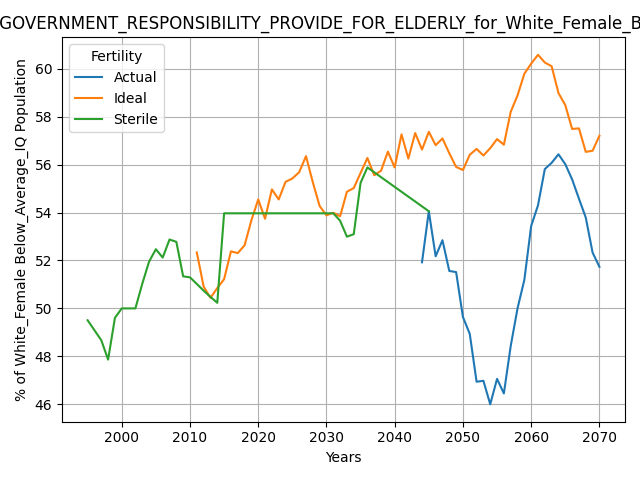 GOVERNMENT_RESPONSIBILITY_PROVIDE_FOR_ELDERLY_for_White_Female_B
Fertility
Actual
Ideal
Sterile
% of White_Female Below_Average_IQ Population
60
58
56
54
52
50
48
46
2000 2010 2020 2030 2040 2050 2060 2070
Years